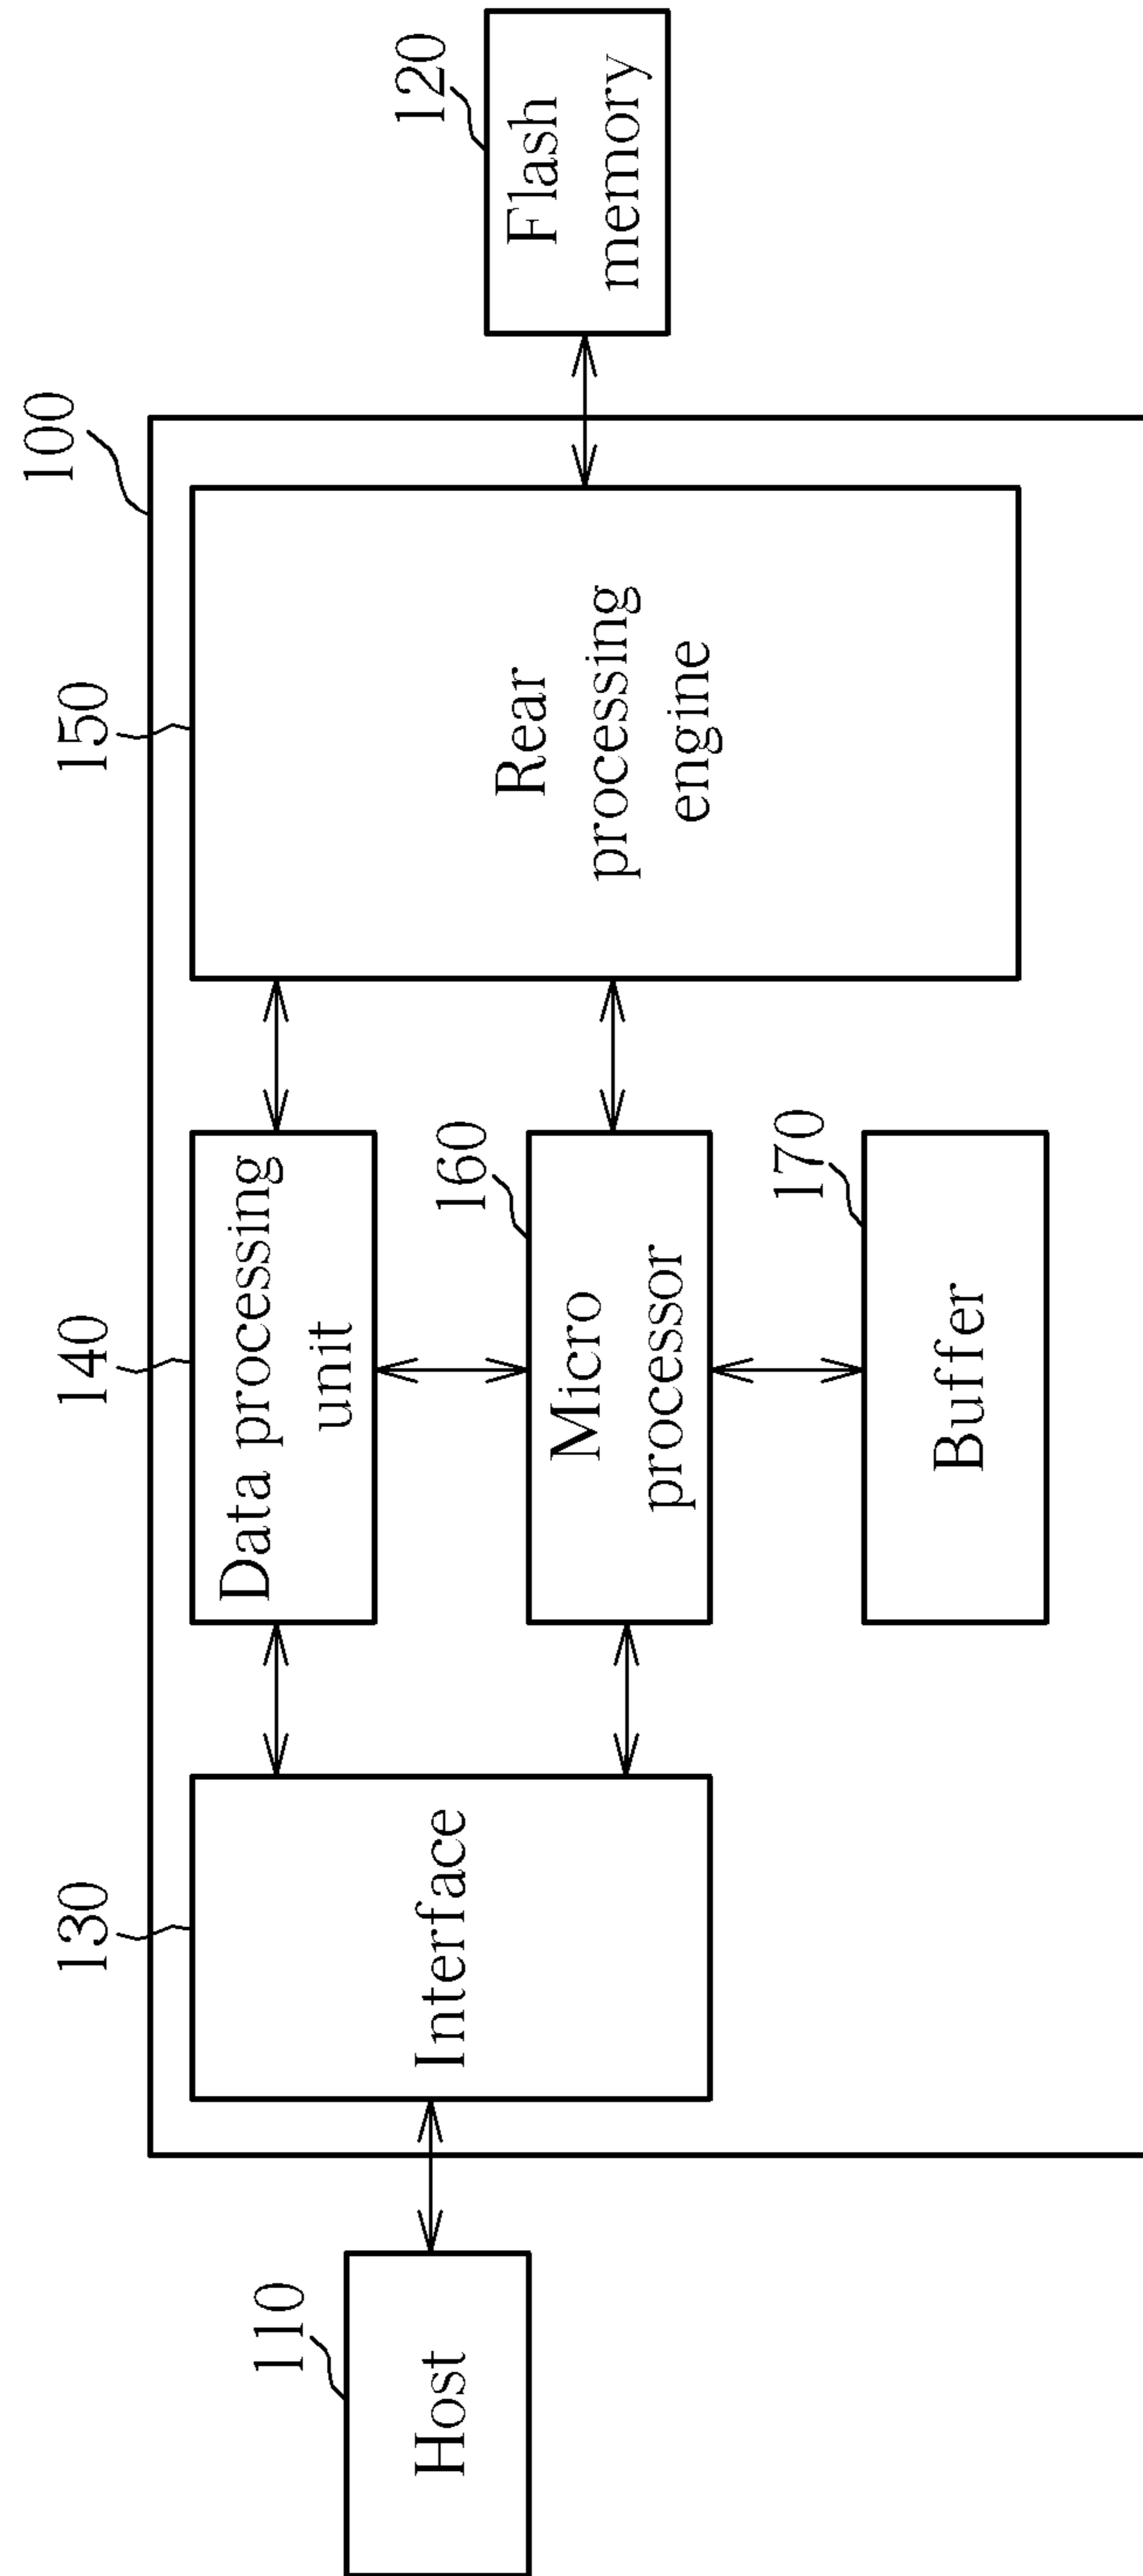 100
110
Host
130
Interface
140
Data processing
unit
160
Micro
processor
170
Buffer
150
Rear
processing
engine
120
Flash
memory